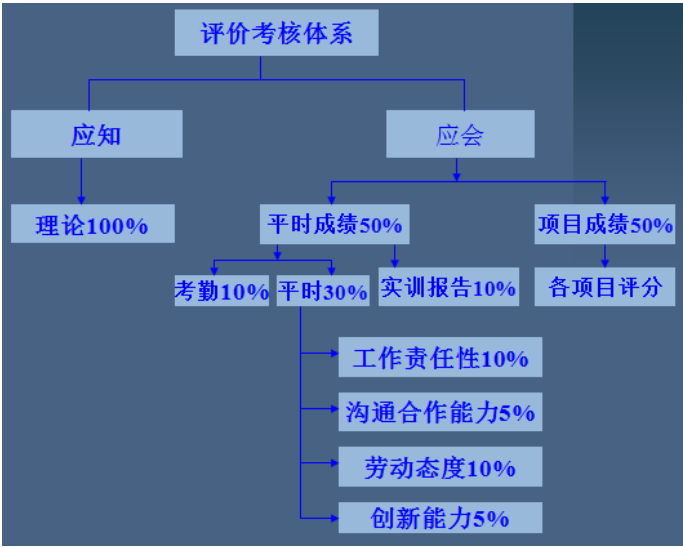 评价考核体系
应知
应会
理论100%
平时成绩50%
项目成绩50%
考勤10%
平时30%
实训报告10%
各项目评分
工作责任性10%
沟通合作能力5%
劳动态度10%
创新能力5%